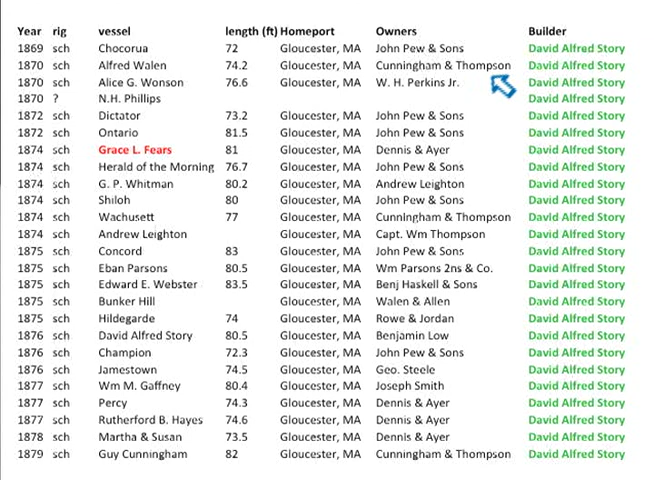 Year rig vessel length (ft) Homeport Owners Builder
1869 sch Chocorua 72 Gloucester, MA John Pew & Sons David Alfred Story
1870 sch Alfred Walen 74.2 Gloucester, MA Cunningham & Thompson David Alfred Story
1870 sch Alice G. Wonson 76.6 Gloucester, MA W. H. Perkins Jr. David Alfred Story
1870 ? N.H. Phillips David Alfred Story
1872 sch Dictator 73.2 Gloucester, MA John Pew & Sons David Alfred Story
1872 sch Ontario 81.5 Gloucester, MA John Pew & Sons David Alfred Story
1874 sch Grace L. Fears 81 Gloucester, MA Dennis & Ayer David Alfred Story
1874 sch Herald of the Morning 76.7 Gloucester, MA John Pew & Sons David Alfred Story
1874 sch G. P. Whitman 80.2 Gloucester, MA Andrew Leighton David Alfred Story
1874 sch Shiloh 80 Gloucester, MA John Pew & Sons David Alfred Story
1874 sch Wachusett 77 Gloucester, MA Cunningham & Thompson David Alfred Story
1874 sch Andrew Leighton Gloucester, MA Capt. Wm Thompson David Alfred Story
1875 sch Concord 83 Gloucester, MA John Pew & Sons David Alfred Story
1875 sch Eban Parsons 80.5 Gloucester, MA Wm Parsons 2ns & Co. David Alfred Story
1875 sch Edward E. Webster 83.5 Gloucester, MA Benj Haskell & Sons David Alfred Story
1875 sch Bunker Hill Gloucester, MA Walen & Allen David Alfred Story
1875 sch Hildegarde 74 Gloucester, MA Rowe & Jordan David Alfred Story
1876 sch David Alfred Story 80.5 Gloucester, MA Benjamin Low David Alfred Story
1876 sch Champion 72.3 Gloucester, MA John Pew & Sons David Alfred Story
1876 sch Jamestown 74.5 Gloucester, MA Geo. Steele David Alfred Story
1877 sch Wm M. Gaffney 80.4 Gloucester, MA Joseph Smith David Alfred Story
1877 sch Percy 74.3 Gloucester, MA Dennis & Ayer David Alfred Story
1877 sch Rutherford B. Hayes 74.6 Gloucester, MA Dennis & Ayer David Alfred Story
1878 sch Martha & Susan 73.5 Gloucester, MA Dennis & Ayer David Alfred Story
1879 sch Guy Cunningham 82 Gloucester, MA Cunningham & Thompson David Alfred Story